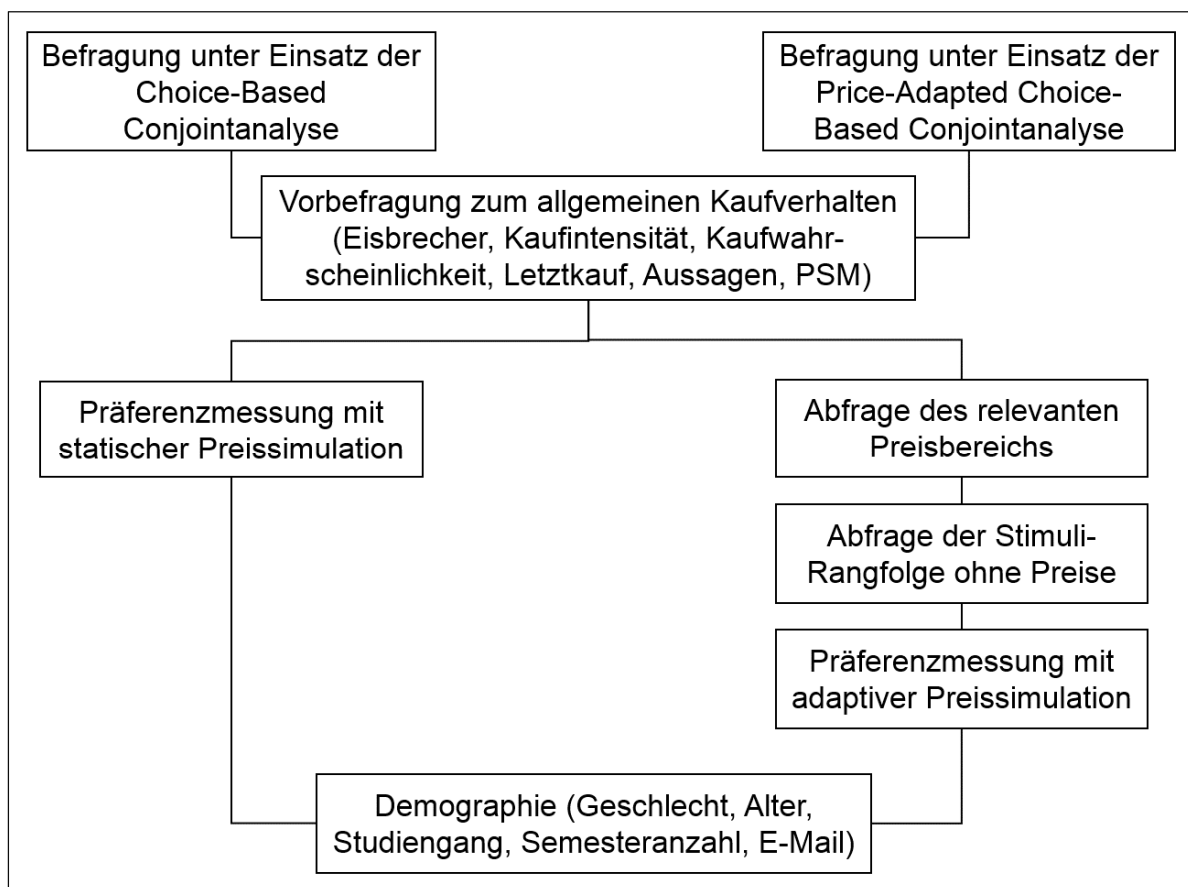 Befragung unter Einsatz der
Choice-Based
Conjointanalyse
Befragung unter Einsatz der
Price-Adapted Choice-
Based Conjointanalyse
Vorbefragung zum allgemeinen Kaufverhalten
(Eisbrecher, Kaufintensität, Kaufwahr-
scheinlichkeit, Letztkauf, Aussagen, PSM)
Präferenzmessung mit
statischer Preissimulation
Abfrage des relevanten
Preisbereichs
Abfrage der Stimuli-
Rangfolge ohne Preise
Präferenzmessung mit
adaptiver Preissimulation
Demographie (Geschlecht, Alter,
Studiengang, Semesteranzahl, E-Mail)